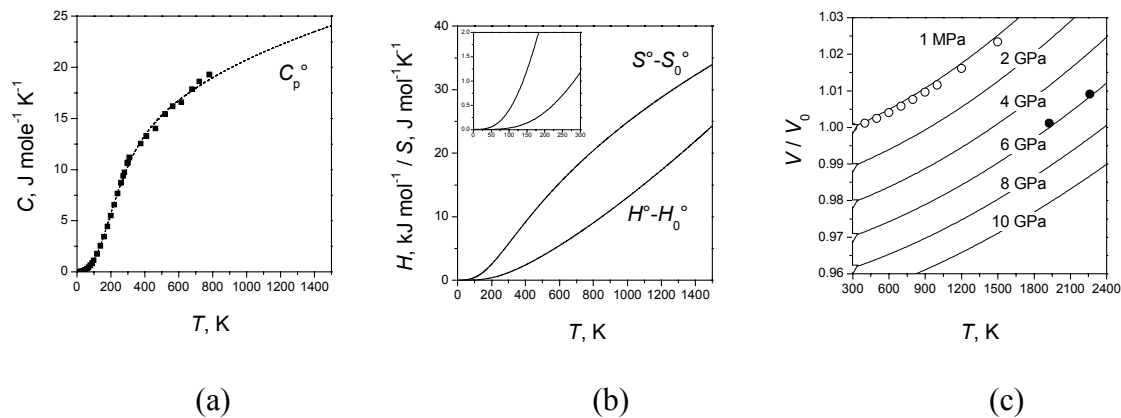 25
20
15
10
5
0
C, J mole⁻¹ K⁻¹
Cₚ°
0 200 400 600 800 1000 1200 1400
T, K
(a)
40
30
20
10
0
H, kJ mol⁻¹ / S, J mol⁻¹K⁻¹
2.0
1.5
1.0
0.5
0.0
0 50 100 150 200 250 300
S°-S₀°
H°-H₀°
0 200 400 600 800 1000 1200 1400
T, K
(b)
1.03
1.02
1.01
1.00
0.99
0.98
0.97
0.96
V / V₀
1 MPa
2 GPa
4 GPa
6 GPa
8 GPa
10 GPa
300 600 900 1200 1500 1800 2100 2400
T, K
(c)